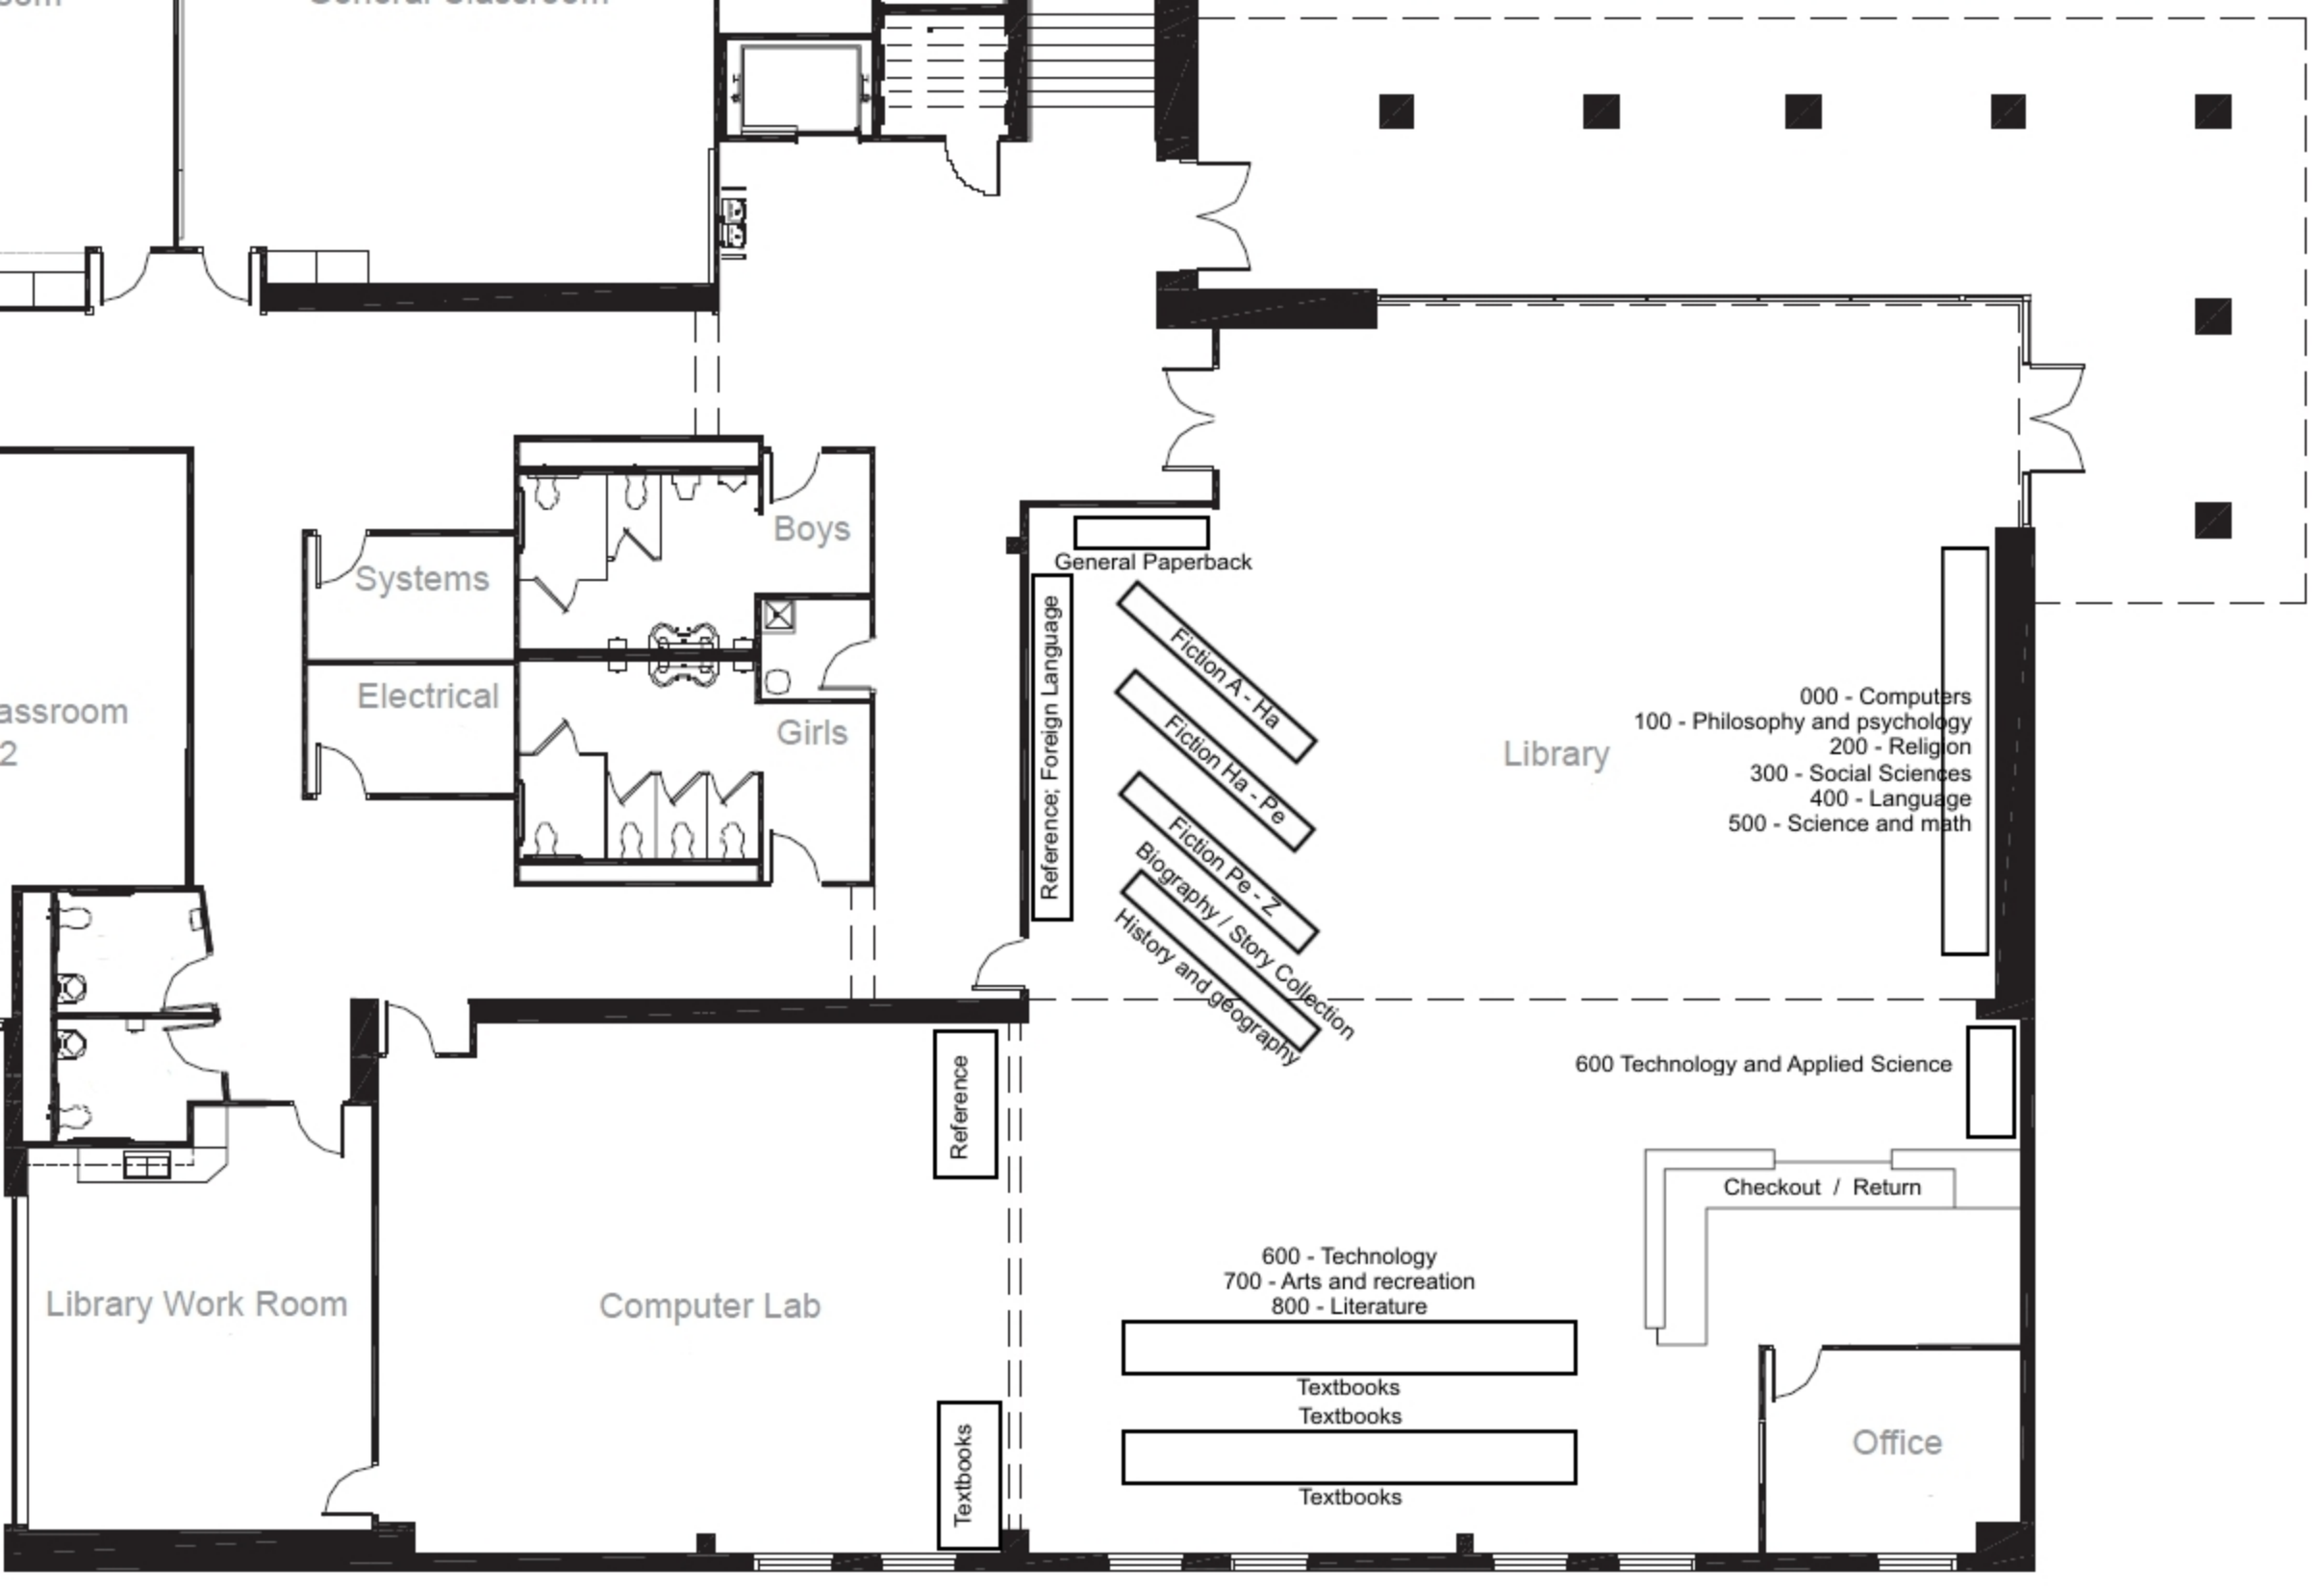 General Classroom
Boys
General Paperback
Systems
Reference; Foreign Language
Fiction A - Ha
Electrical
000 - Computers
100 - Philosophy and psychology
Girls
Fiction Ha - Pe
Library
200 - Religion
2
300 - Social Sciences
400 - Language
500 - Science and math
Fiction Pe - Z
Biography / Story Collection
History and geography
Reference
600 Technology and Applied Science
Checkout / Return
600 - Technology
700 - Arts and recreation
800 - Literature
Library Work Room
Computer Lab
Textbooks
Textbooks
Textbooks
Office
Textbooks